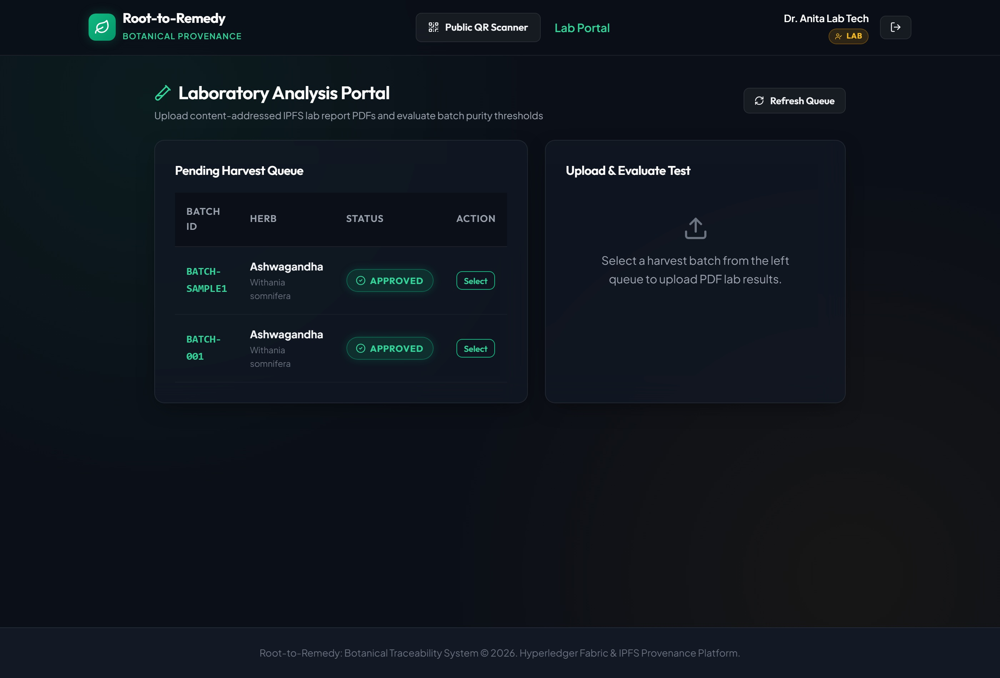 Root-to-Remedy
BOTANICAL PROVENANCE
Public QR Scanner
Lab Portal
Dr. Anita Lab Tech
LAB
Laboratory Analysis Portal
Upload content-addressed IPFS lab report PDFs and evaluate batch purity thresholds
Refresh Queue
Pending Harvest Queue
BATCH
ID
HERB
STATUS
ACTION
BATCH-
SAMPLE1
Ashwagandha
Withania
somnifera
APPROVED
Select
BATCH-
001
Ashwagandha
Withania
somnifera
APPROVED
Select
Upload & Evaluate Test
Select a harvest batch from the left
queue to upload PDF lab results.
Root-to-Remedy: Botanical Traceability System © 2026. Hyperledger Fabric & IPFS Provenance Platform.